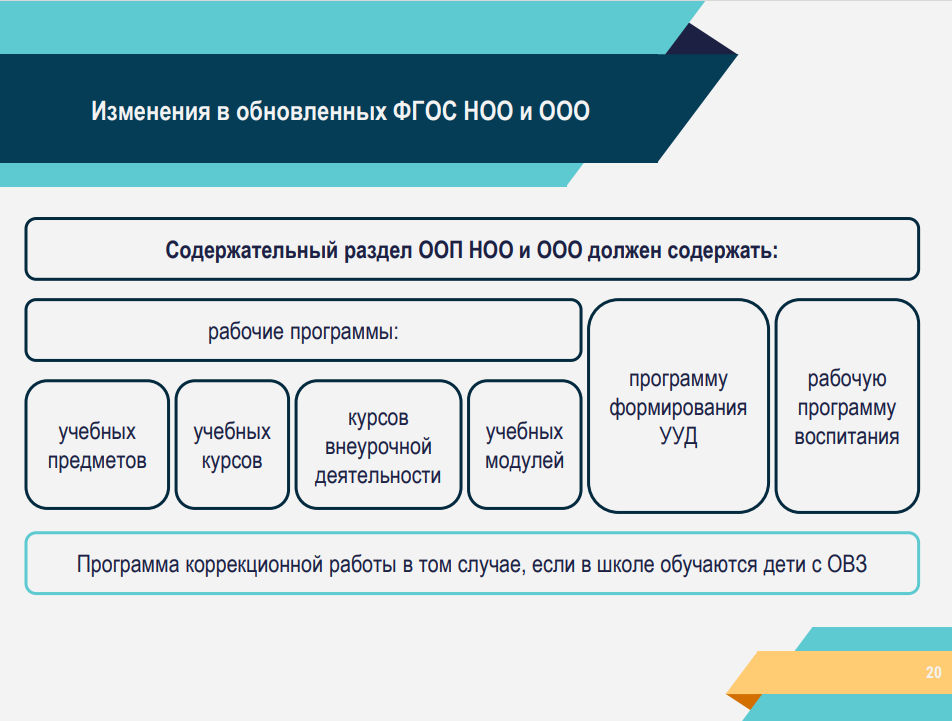 Изменения в обновленных ФГОС НОО и ООО
Содержательный раздел ООП НОО и ООО должен содержать:
рабочие программы:
учебных
предметов
учебных
курсов
курсов
внеурочной
деятельности
учебных
модулей
программу
формирования
УУД
рабочую
программу
воспитания
Программа коррекционной работы в том случае, если в школе обучаются дети с ОВЗ
20